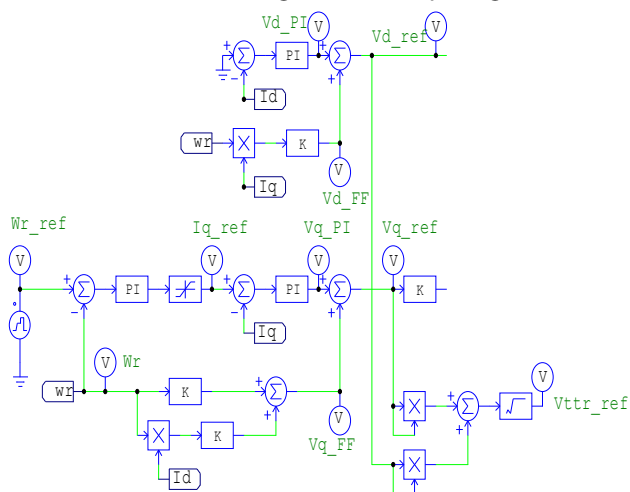 Vd_PI
Vd_ref
V
V
+
Σ
PI
+
Σ
−
+
Id
wr
X
K
V
Iq
Vd_FF
Wr_ref
Iq_ref
Vq_PI
Vq_ref
V
V
V
V
+
Σ
PI
+
Σ
PI
+
Σ
K
−
−
+
Iq
Wr
V
wr
K
+
Σ
V
+
X
K
Vq_FF
Id
V
X
+
Σ
√
Vttr_ref
+
X